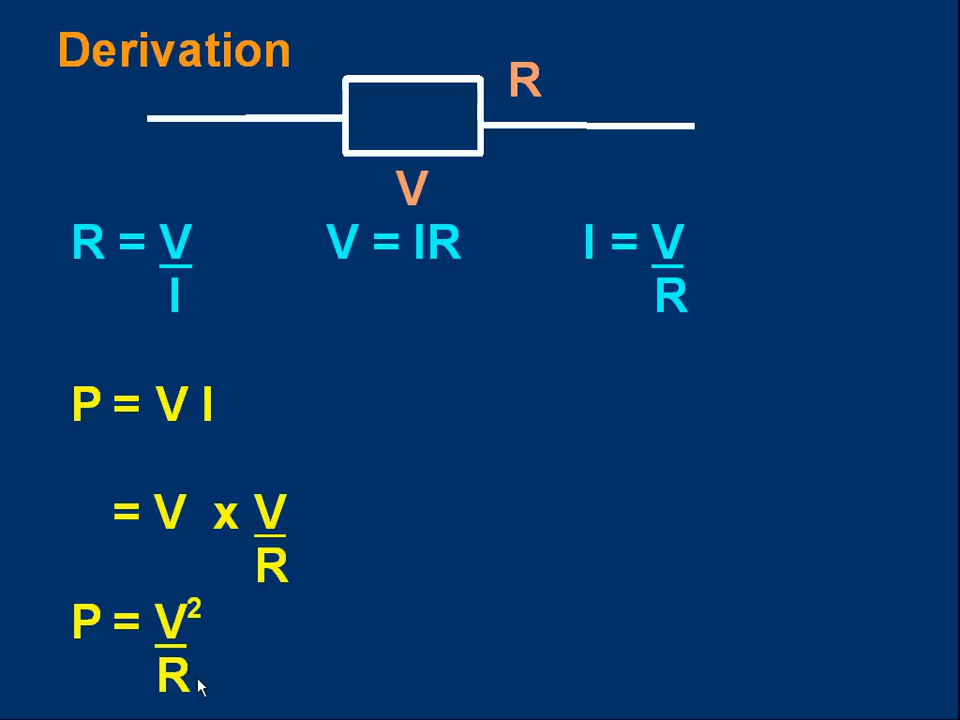 Derivation
R
V
R = V V = IR I = V
I R
P = V I
= V x V
R
P = V²
R